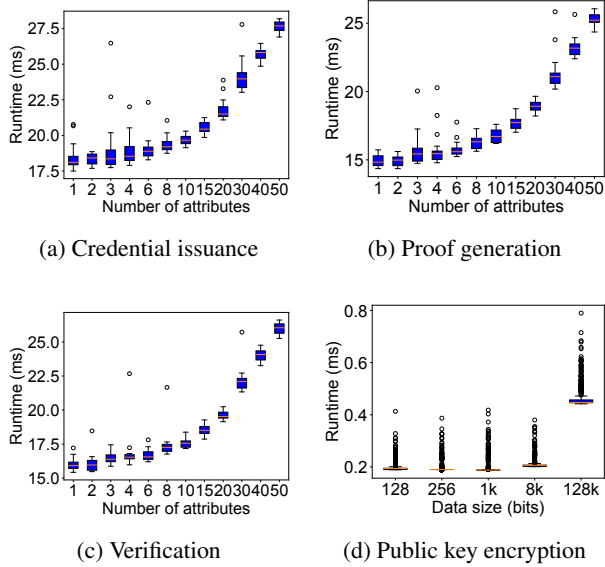 27.5
25.0
22.5
20.0
17.5
Runtime (ms)
1 2 3 4 6 8 10 15 20 30 40 50
Number of attributes
(a) Credential issuance
25
20
15
Runtime (ms)
1 2 3 4 6 8 10 15 20 30 40 50
Number of attributes
(b) Proof generation
25.0
22.5
20.0
17.5
15.0
Runtime (ms)
1 2 3 4 6 8 10 15 20 30 40 50
Number of attributes
(c) Verification
0.8
0.6
0.4
0.2
Runtime (ms)
128 256 1k 8k 128k
Data size (bits)
(d) Public key encryption